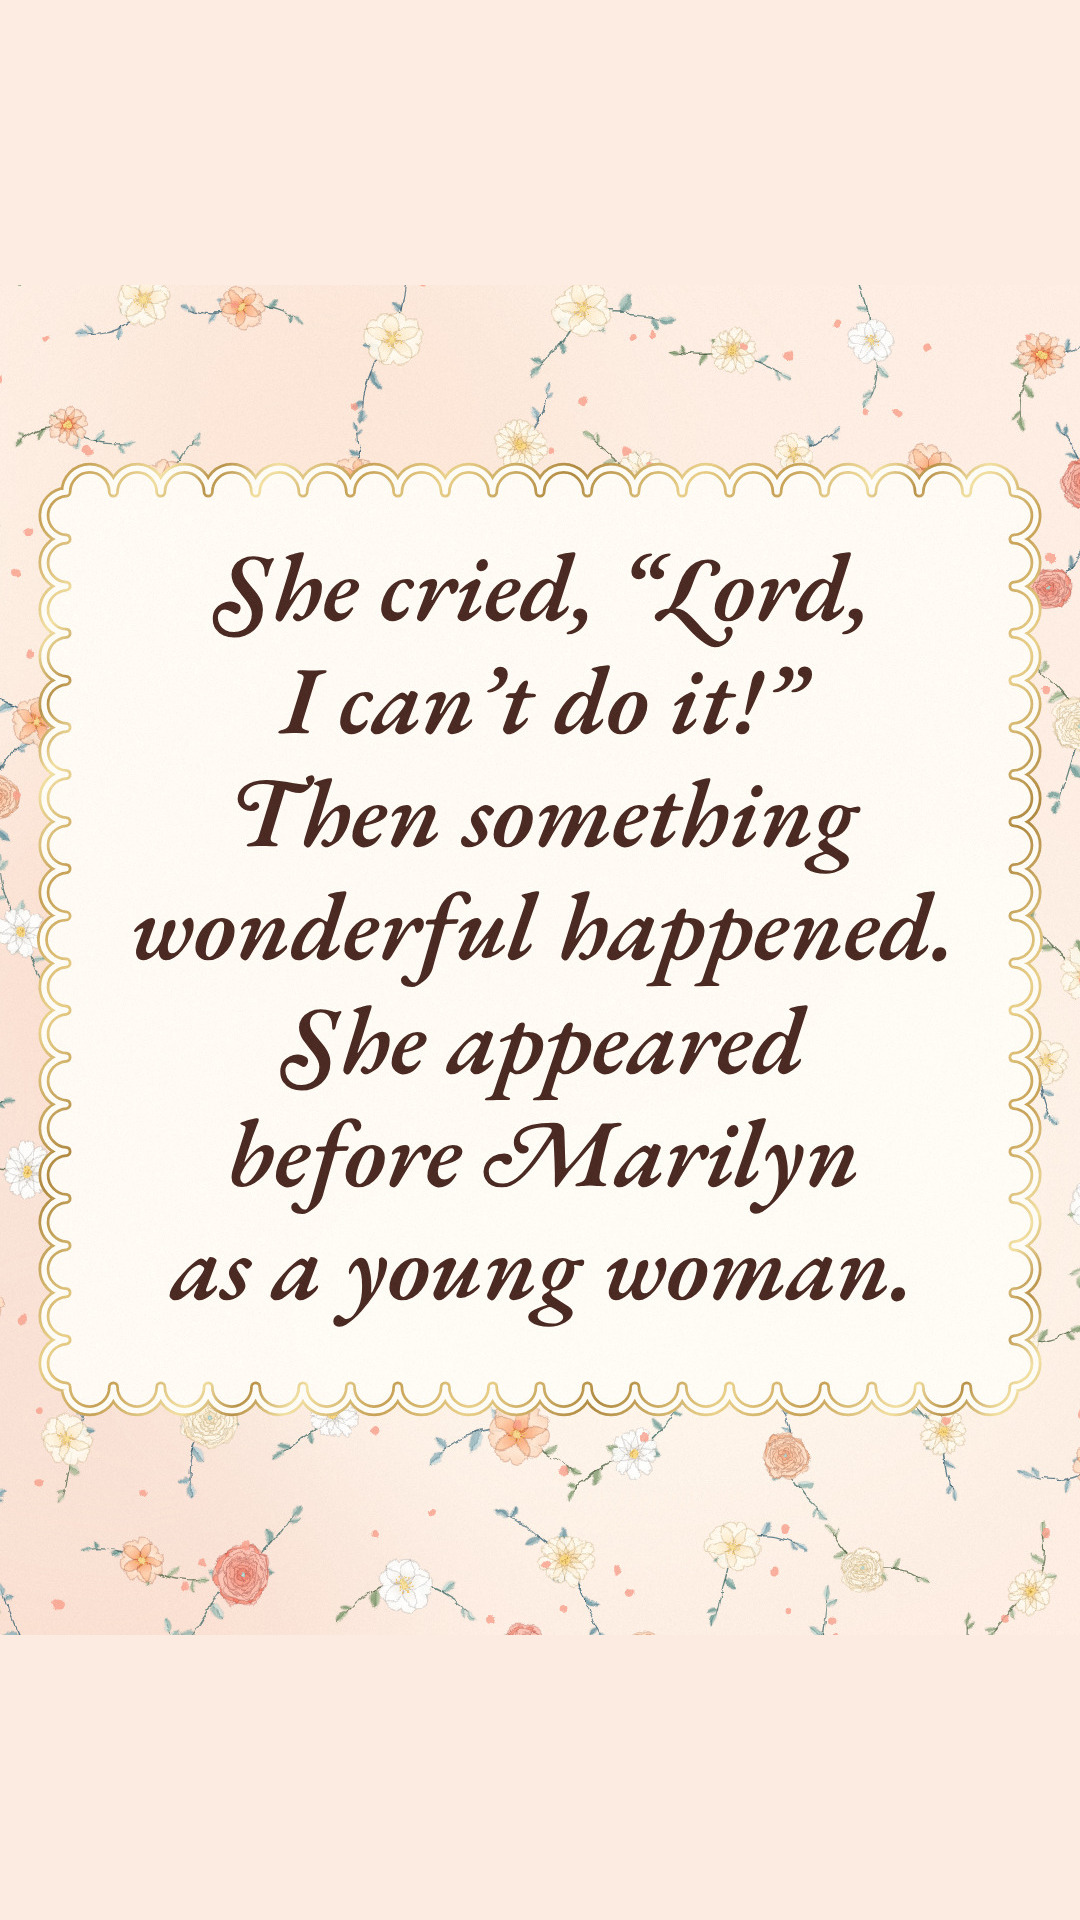 She cried, “Lord,
I can’t do it!”
Then something
wonderful happened.
She appeared
before Marilyn
as a young woman.